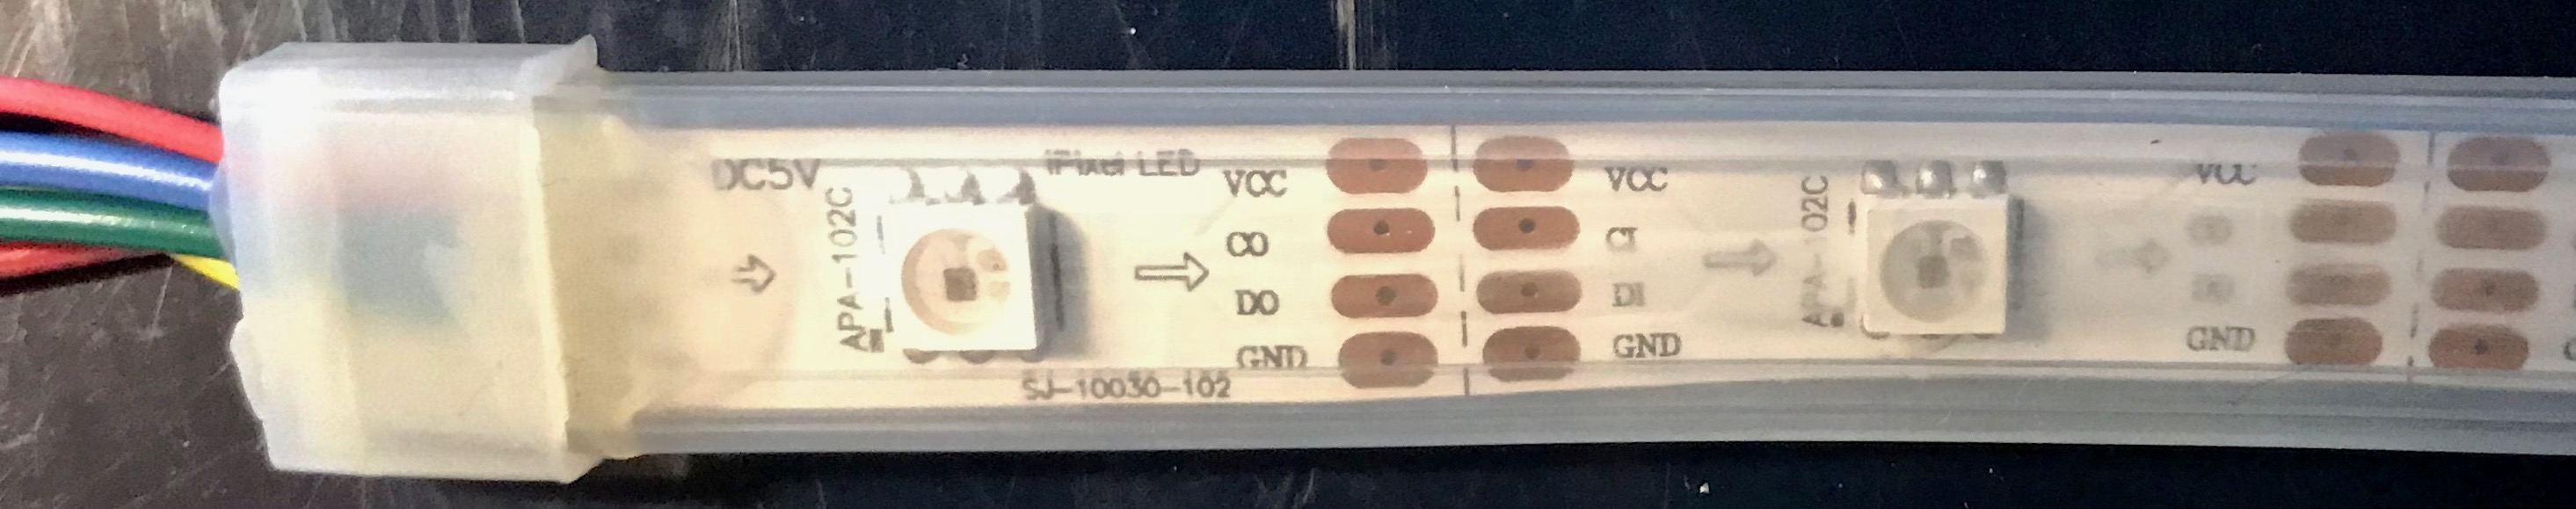 DC5V
APA-102C
iPixel LED
VCC
CO
DO
GND
SJ-10030-102
VCC
CI
DI
GND
APA-102C
VCC
GND